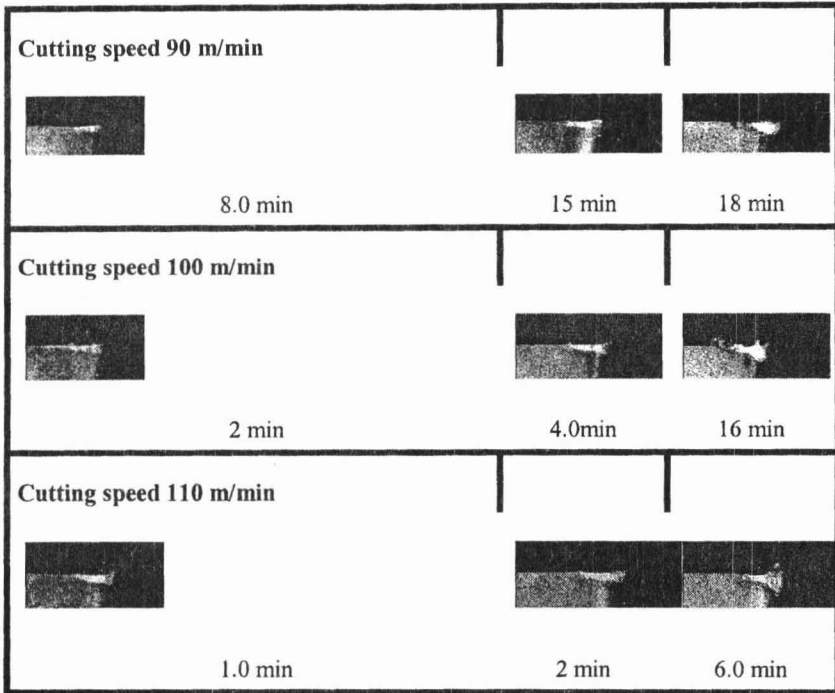 Cutting speed 90 m/min
8.0 min 15 min 18 min
Cutting speed 100 m/min
2 min 4.0min 16 min
Cutting speed 110 m/min
1.0 min 2 min 6.0 min